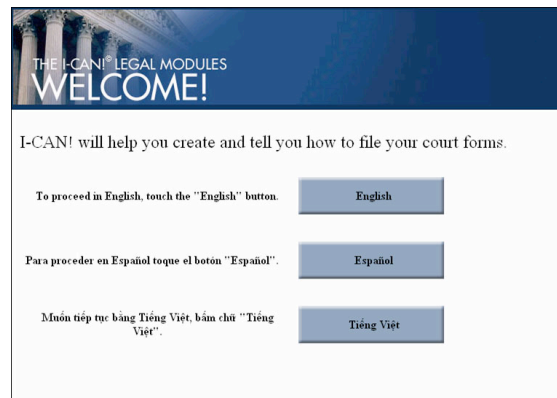 THE I-CAN!© LEGAL MODULES
WELCOME!
I-CAN! will help you create and tell you how to file your court forms.
To proceed in English, touch the "English" button.
English
Para proceder en Español toque el botón "Español".
Español
Muốn tiếp tục bằng Tiếng Việt, bấm chữ "Tiếng
Việt".
Tiếng Việt